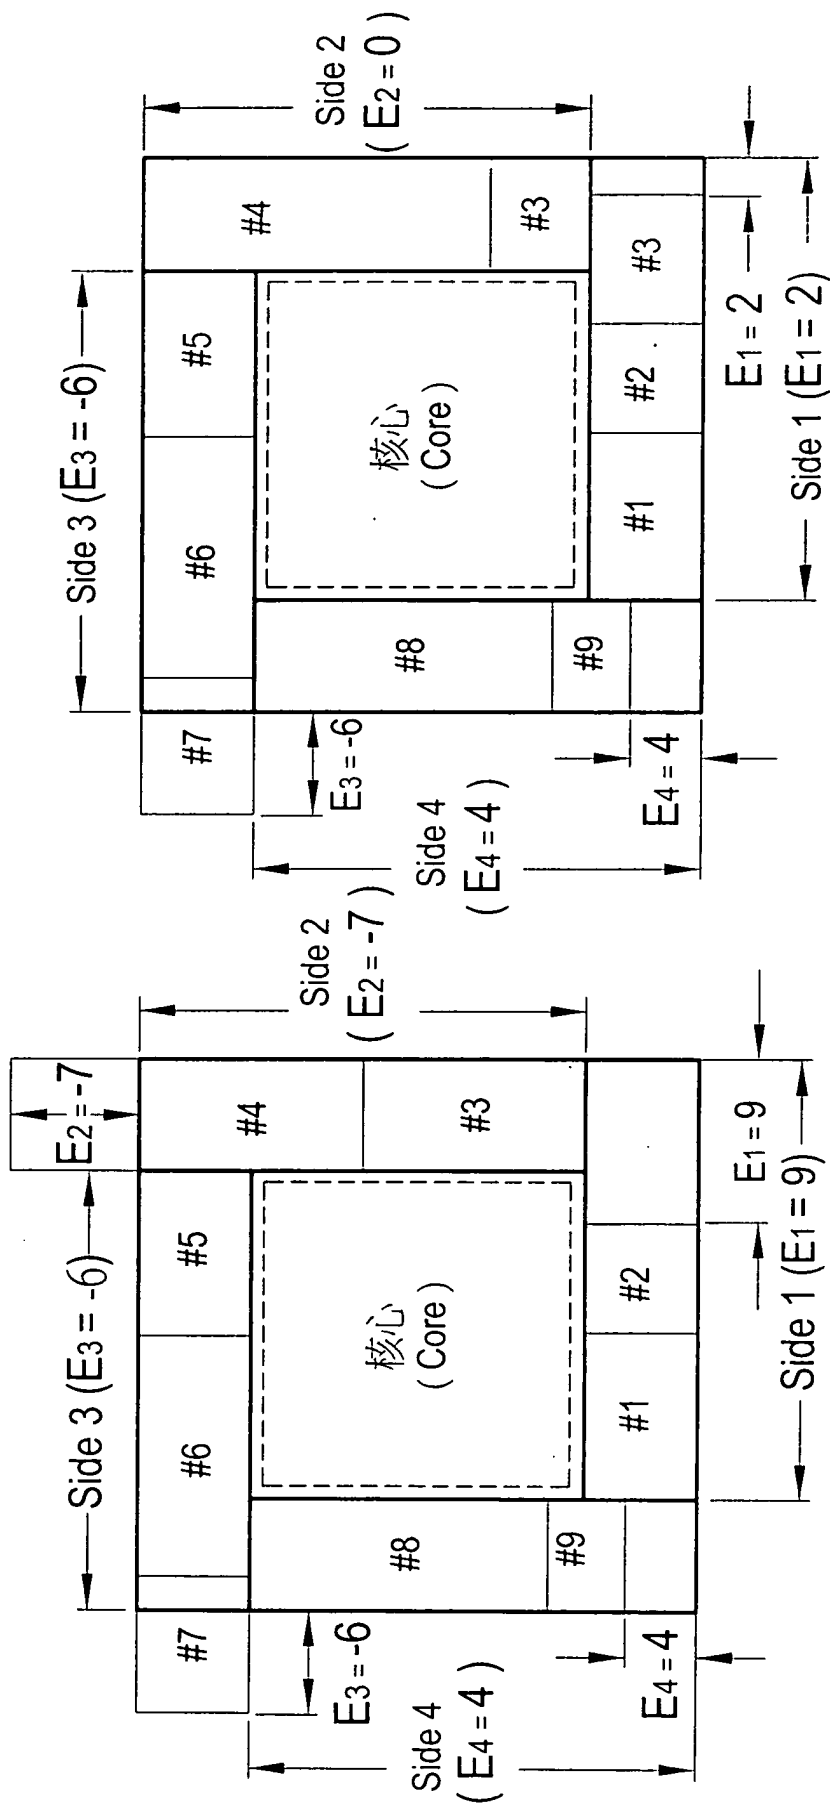 Side 3 (E3 = -6)
E2 = -7
#7
#6
#5
#4
Side 2
( E2 = -7 )
E3 = -6
核心
( Core )
#8
#3
Side 4
( E4 = 4 )
#9
#1
#2
E4 = 4
E1 = 9
Side 1 (E1 = 9)
Side 3 (E3 = -6)
#7
#6
#5
#4
Side 2
( E2 = 0 )
E3 = -6
核心
( Core )
#8
#3
Side 4
( E4 = 4 )
#9
#1
#2
#3
E4 = 4
E1 = 2
Side 1 (E1 = 2)